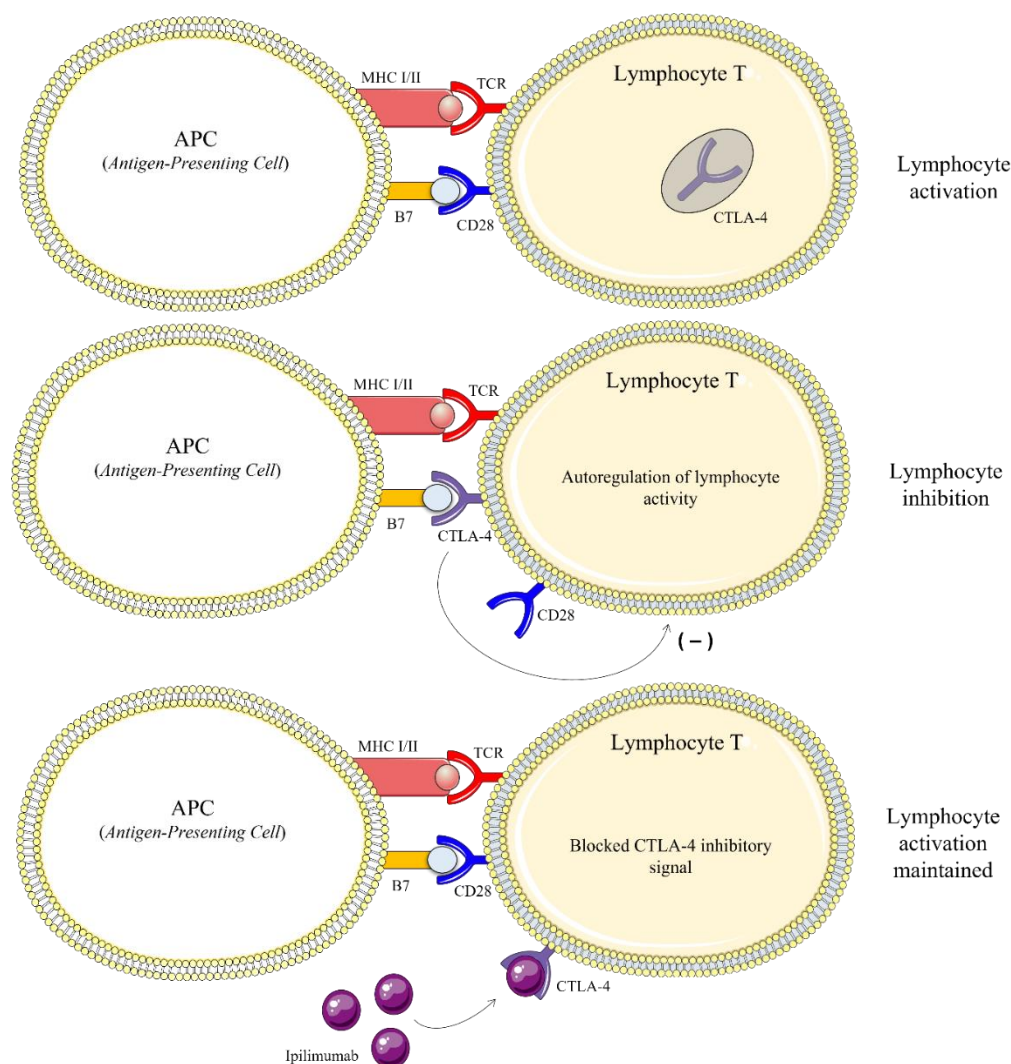 MHC I/II
TCR
Lymphocyte T
APC
(Antigen-Presenting Cell)
B7
CD28
CTLA-4
Lymphocyte
activation
MHC I/II
TCR
Lymphocyte T
APC
(Antigen-Presenting Cell)
Autoregulation of lymphocyte
activity
B7
CTLA-4
CD28
(−)
Lymphocyte
inhibition
MHC I/II
TCR
Lymphocyte T
APC
(Antigen-Presenting Cell)
Blocked CTLA-4 inhibitory
signal
B7
CD28
CTLA-4
Ipilimumab
Lymphocyte
activation
maintained